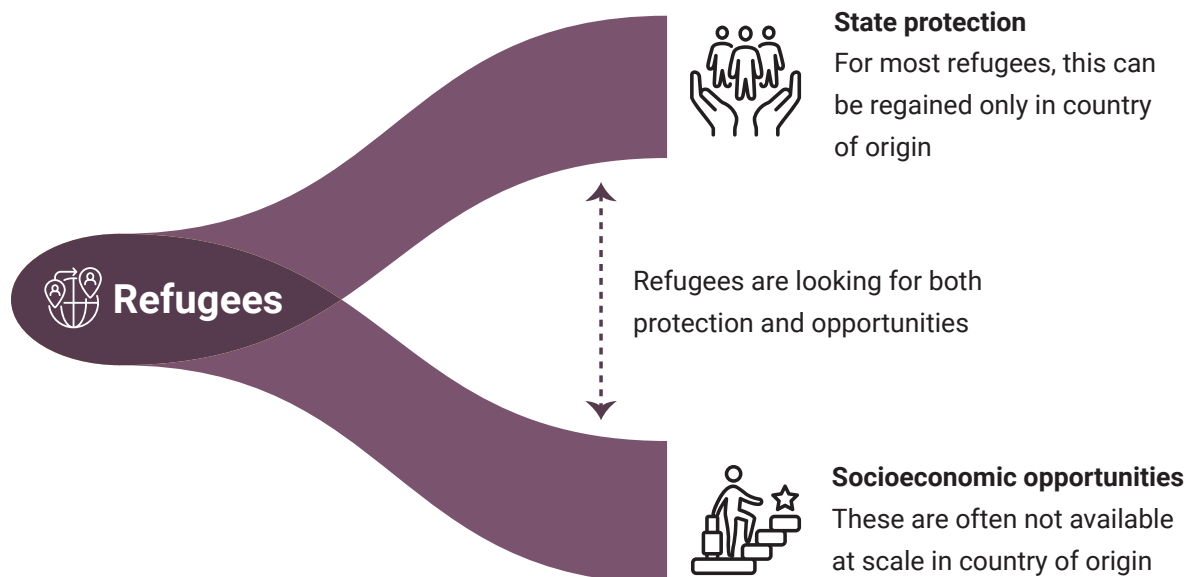 State protection
For most refugees, this can
be regained only in country
of origin
Refugees
Refugees are looking for both
protection and opportunities
Socioeconomic opportunities
These are often not available
at scale in country of origin